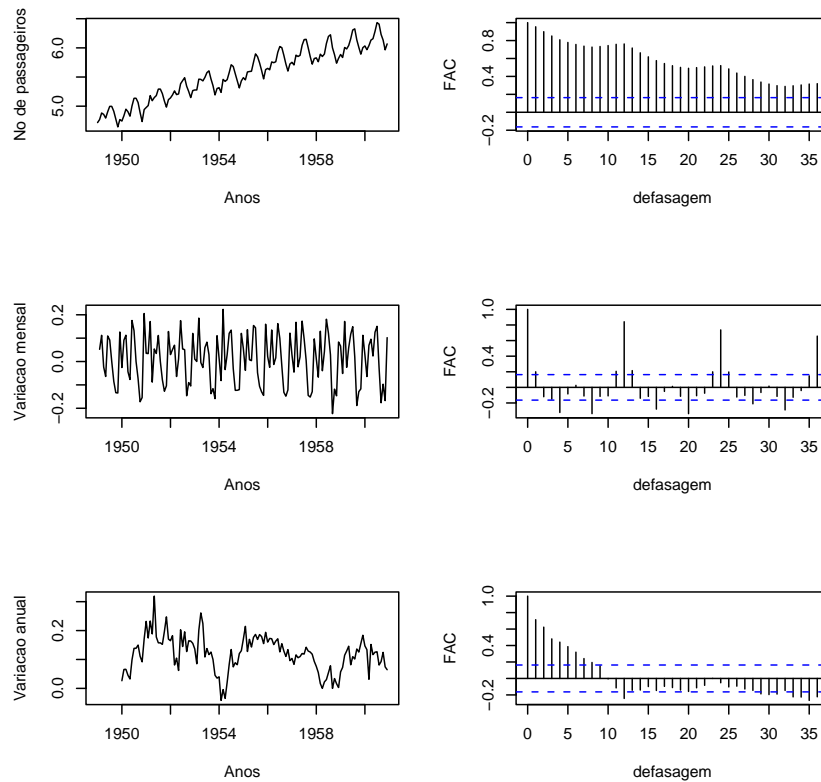 No de passageiros
5.0 6.0
1950 1954 1958
Anos
FAC
−0.2 0.4 0.8
0 5 10 15 20 25 30 35
defasagem
Variacao mensal
−0.2 0.0 0.2
1950 1954 1958
Anos
FAC
−0.2 0.4 1.0
0 5 10 15 20 25 30 35
defasagem
Variacao anual
0.0 0.2
1950 1954 1958
Anos
FAC
−0.2 0.4 1.0
0 5 10 15 20 25 30 35
defasagem